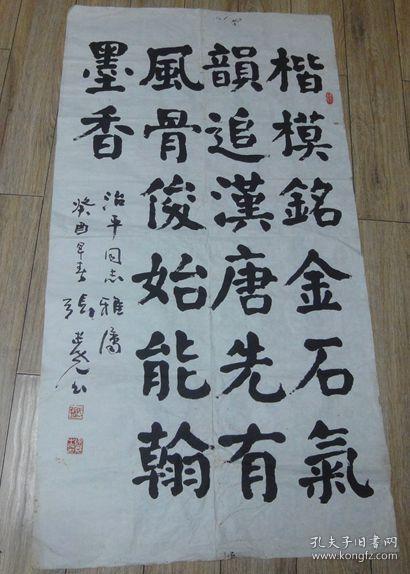 楷模銘金石氣
韻追漢唐先有
風骨俊始能翰
墨香
治平同志雅屬
癸酉年春 張
孔夫子旧书网
www.kongfz.com